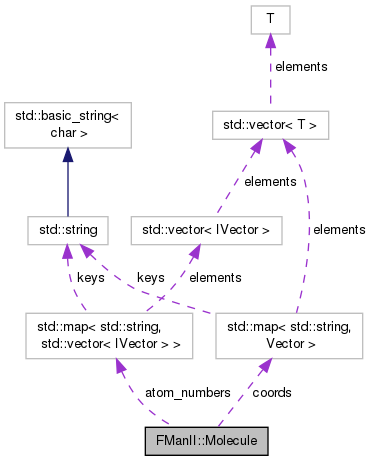 T
elements
std::basic_string<
char >
std::vector< T >
elements
elements
std::string
std::vector< IVector >
keys
keys
elements
std::map< std::string,
std::vector< IVector > >
std::map< std::string,
Vector >
atom_numbers
coords
FManII::Molecule